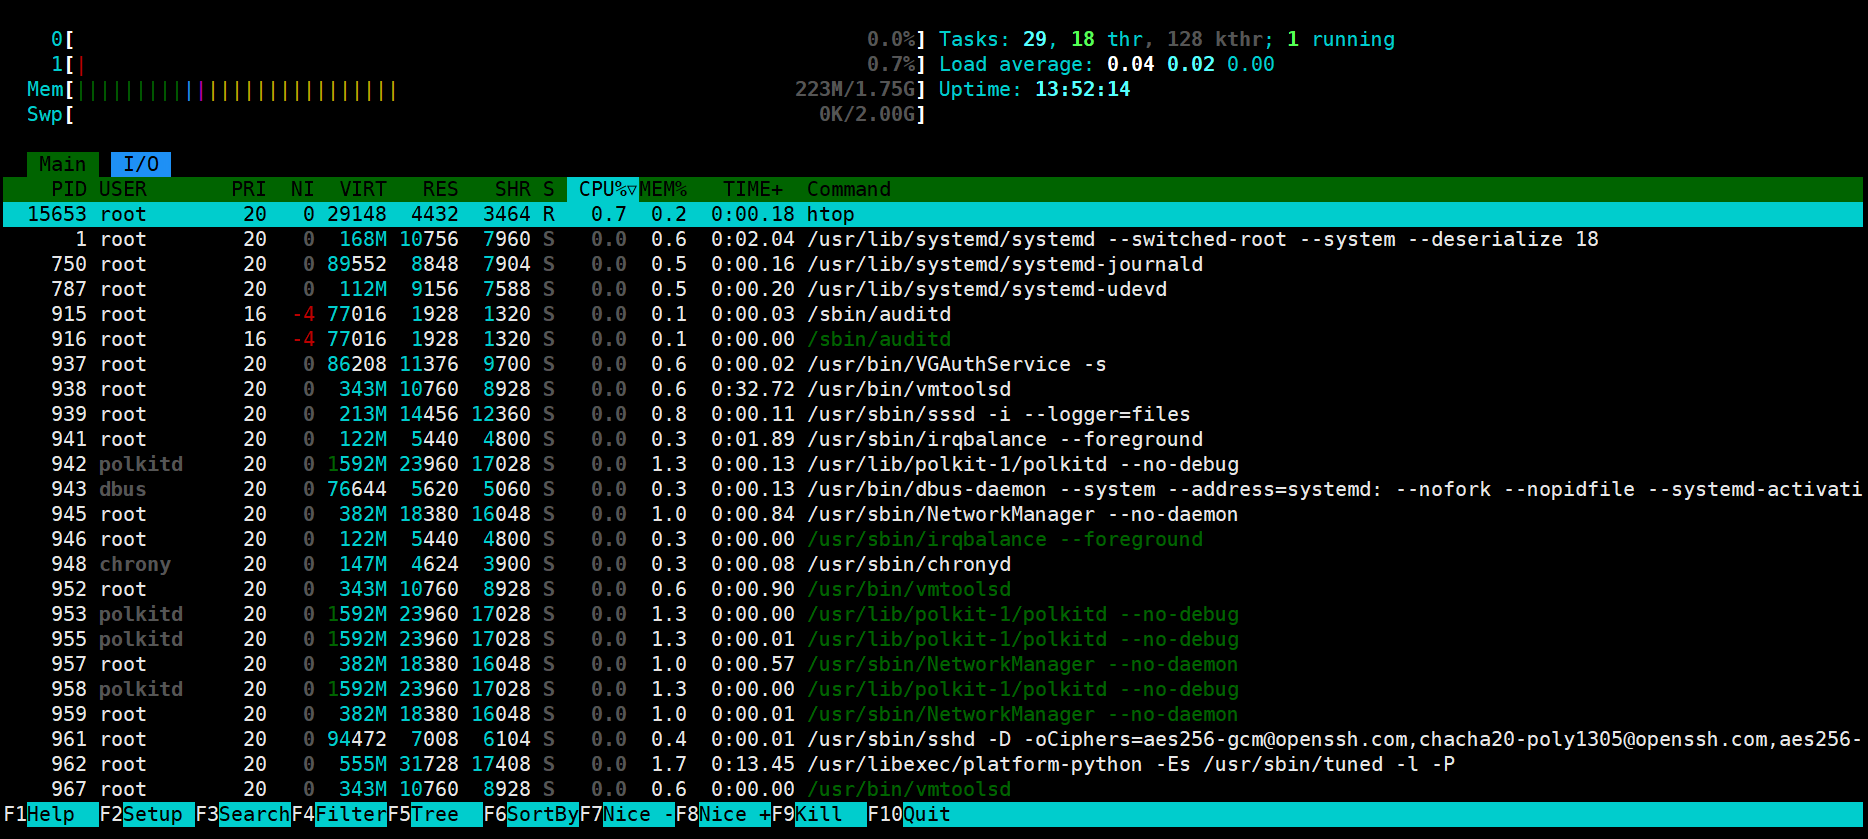 0[ 0.0%] Tasks: 29, 18 thr, 128 kthr; 1 running
1[| 0.7%] Load average: 0.04 0.02 0.00
Mem[||||||||||||||||||||||||||| 223M/1.75G] Uptime: 13:52:14
Swp[ 0K/2.00G]
Main I/O
PID USER PRI NI VIRT RES SHR S CPU%▽MEM% TIME+ Command
15653 root 20 0 29148 4432 3464 R 0.7 0.2 0:00.18 htop
1 root 20 0 168M 10756 7960 S 0.0 0.6 0:02.04 /usr/lib/systemd/systemd --switched-root --system --deserialize 18
750 root 20 0 89552 8848 7904 S 0.0 0.5 0:00.16 /usr/lib/systemd/systemd-journald
787 root 20 0 112M 9156 7588 S 0.0 0.5 0:00.20 /usr/lib/systemd/systemd-udevd
915 root 16 -4 77016 1928 1320 S 0.0 0.1 0:00.03 /sbin/auditd
916 root 16 -4 77016 1928 1320 S 0.0 0.1 0:00.00 /sbin/auditd
937 root 20 0 86208 11376 9700 S 0.0 0.6 0:00.02 /usr/bin/VGAuthService -s
938 root 20 0 343M 10760 8928 S 0.0 0.6 0:32.72 /usr/bin/vmtoolsd
939 root 20 0 213M 14456 12360 S 0.0 0.8 0:00.11 /usr/sbin/sssd -i --logger=files
941 root 20 0 122M 5440 4800 S 0.0 0.3 0:01.89 /usr/sbin/irqbalance --foreground
942 polkitd 20 0 1592M 23960 17028 S 0.0 1.3 0:00.13 /usr/lib/polkit-1/polkitd --no-debug
943 dbus 20 0 76644 5620 5060 S 0.0 0.3 0:00.13 /usr/bin/dbus-daemon --system --address=systemd: --nofork --nopidfile --systemd-activati
945 root 20 0 382M 18380 16048 S 0.0 1.0 0:00.84 /usr/sbin/NetworkManager --no-daemon
946 root 20 0 122M 5440 4800 S 0.0 0.3 0:00.00 /usr/sbin/irqbalance --foreground
948 chrony 20 0 147M 4624 3900 S 0.0 0.3 0:00.08 /usr/sbin/chronyd
952 root 20 0 343M 10760 8928 S 0.0 0.6 0:00.90 /usr/bin/vmtoolsd
953 polkitd 20 0 1592M 23960 17028 S 0.0 1.3 0:00.00 /usr/lib/polkit-1/polkitd --no-debug
955 polkitd 20 0 1592M 23960 17028 S 0.0 1.3 0:00.01 /usr/lib/polkit-1/polkitd --no-debug
957 root 20 0 382M 18380 16048 S 0.0 1.0 0:00.57 /usr/sbin/NetworkManager --no-daemon
958 polkitd 20 0 1592M 23960 17028 S 0.0 1.3 0:00.00 /usr/lib/polkit-1/polkitd --no-debug
959 root 20 0 382M 18380 16048 S 0.0 1.0 0:00.01 /usr/sbin/NetworkManager --no-daemon
961 root 20 0 94472 7008 6104 S 0.0 0.4 0:00.01 /usr/sbin/sshd -D -oCiphers=aes256-gcm@openssh.com,chacha20-poly1305@openssh.com,aes256-
962 root 20 0 555M 31728 17408 S 0.0 1.7 0:13.45 /usr/libexec/platform-python -Es /usr/sbin/tuned -l -P
967 root 20 0 343M 10760 8928 S 0.0 0.6 0:00.00 /usr/bin/vmtoolsd
F1Help F2Setup F3SearchF4FilterF5Tree F6SortByF7Nice -F8Nice +F9Kill F10Quit